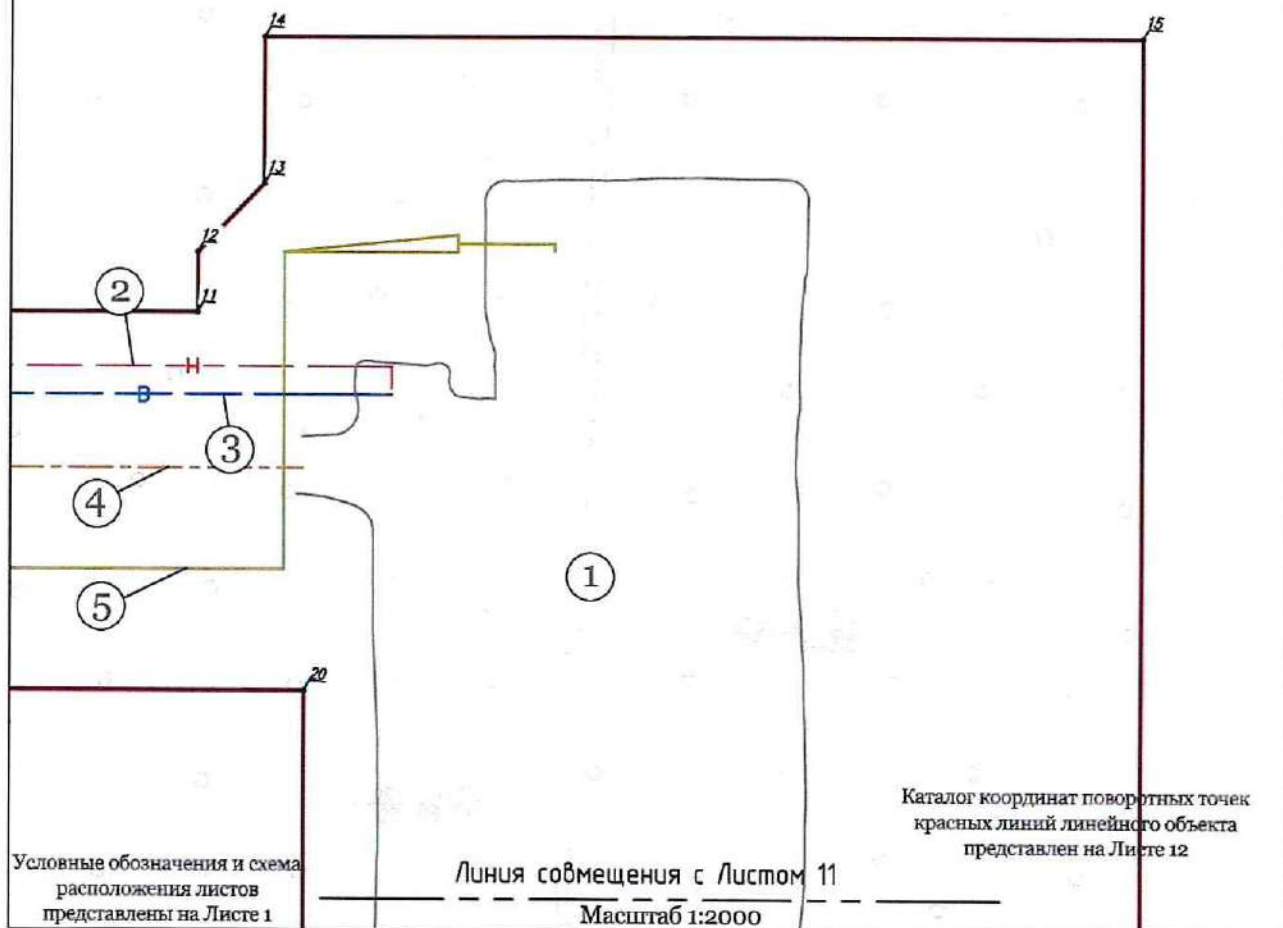 14
15
13
12
11
2
Н
В
3
4
1
5
20
Каталог координат поворотных точек
красных линий линейного объекта
представлен на Листе 12
Условные обозначения и схема
расположения листов
представлены на Листе 1
Линия совмещения с Листом 11
Масштаб 1:2000